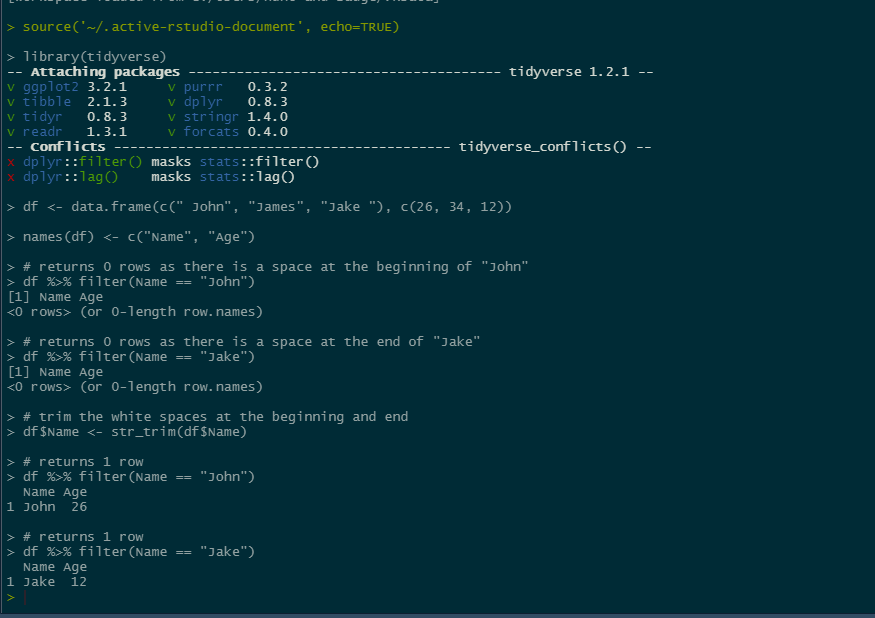 > source('~/.active-rstudio-document', echo=TRUE)
> library(tidyverse)
-- Attaching packages --------------------------------------- tidyverse 1.2.1 --
v ggplot2 3.2.1     v purrr   0.3.2
v tibble  2.1.3     v dplyr   0.8.3
v tidyr   0.8.3     v stringr 1.4.0
v readr   1.3.1     v forcats 0.4.0
-- Conflicts ------------------------------------------ tidyverse_conflicts() --
x dplyr::filter() masks stats::filter()
x dplyr::lag()    masks stats::lag()
> df <- data.frame(c(" John", "James", "Jake "), c(26, 34, 12))
> names(df) <- c("Name", "Age")
> # returns 0 rows as there is a space at the beginning of "John"
> df %>% filter(Name == "John")
[1] Name Age
<0 rows> (or 0-length row.names)
> # returns 0 rows as there is a space at the end of "Jake"
> df %>% filter(Name == "Jake")
[1] Name Age
<0 rows> (or 0-length row.names)
> # trim the white spaces at the beginning and end
> df$Name <- str_trim(df$Name)
> # returns 1 row
> df %>% filter(Name == "John")
  Name Age
1 John  26
> # returns 1 row
> df %>% filter(Name == "Jake")
  Name Age
1 Jake  12
>